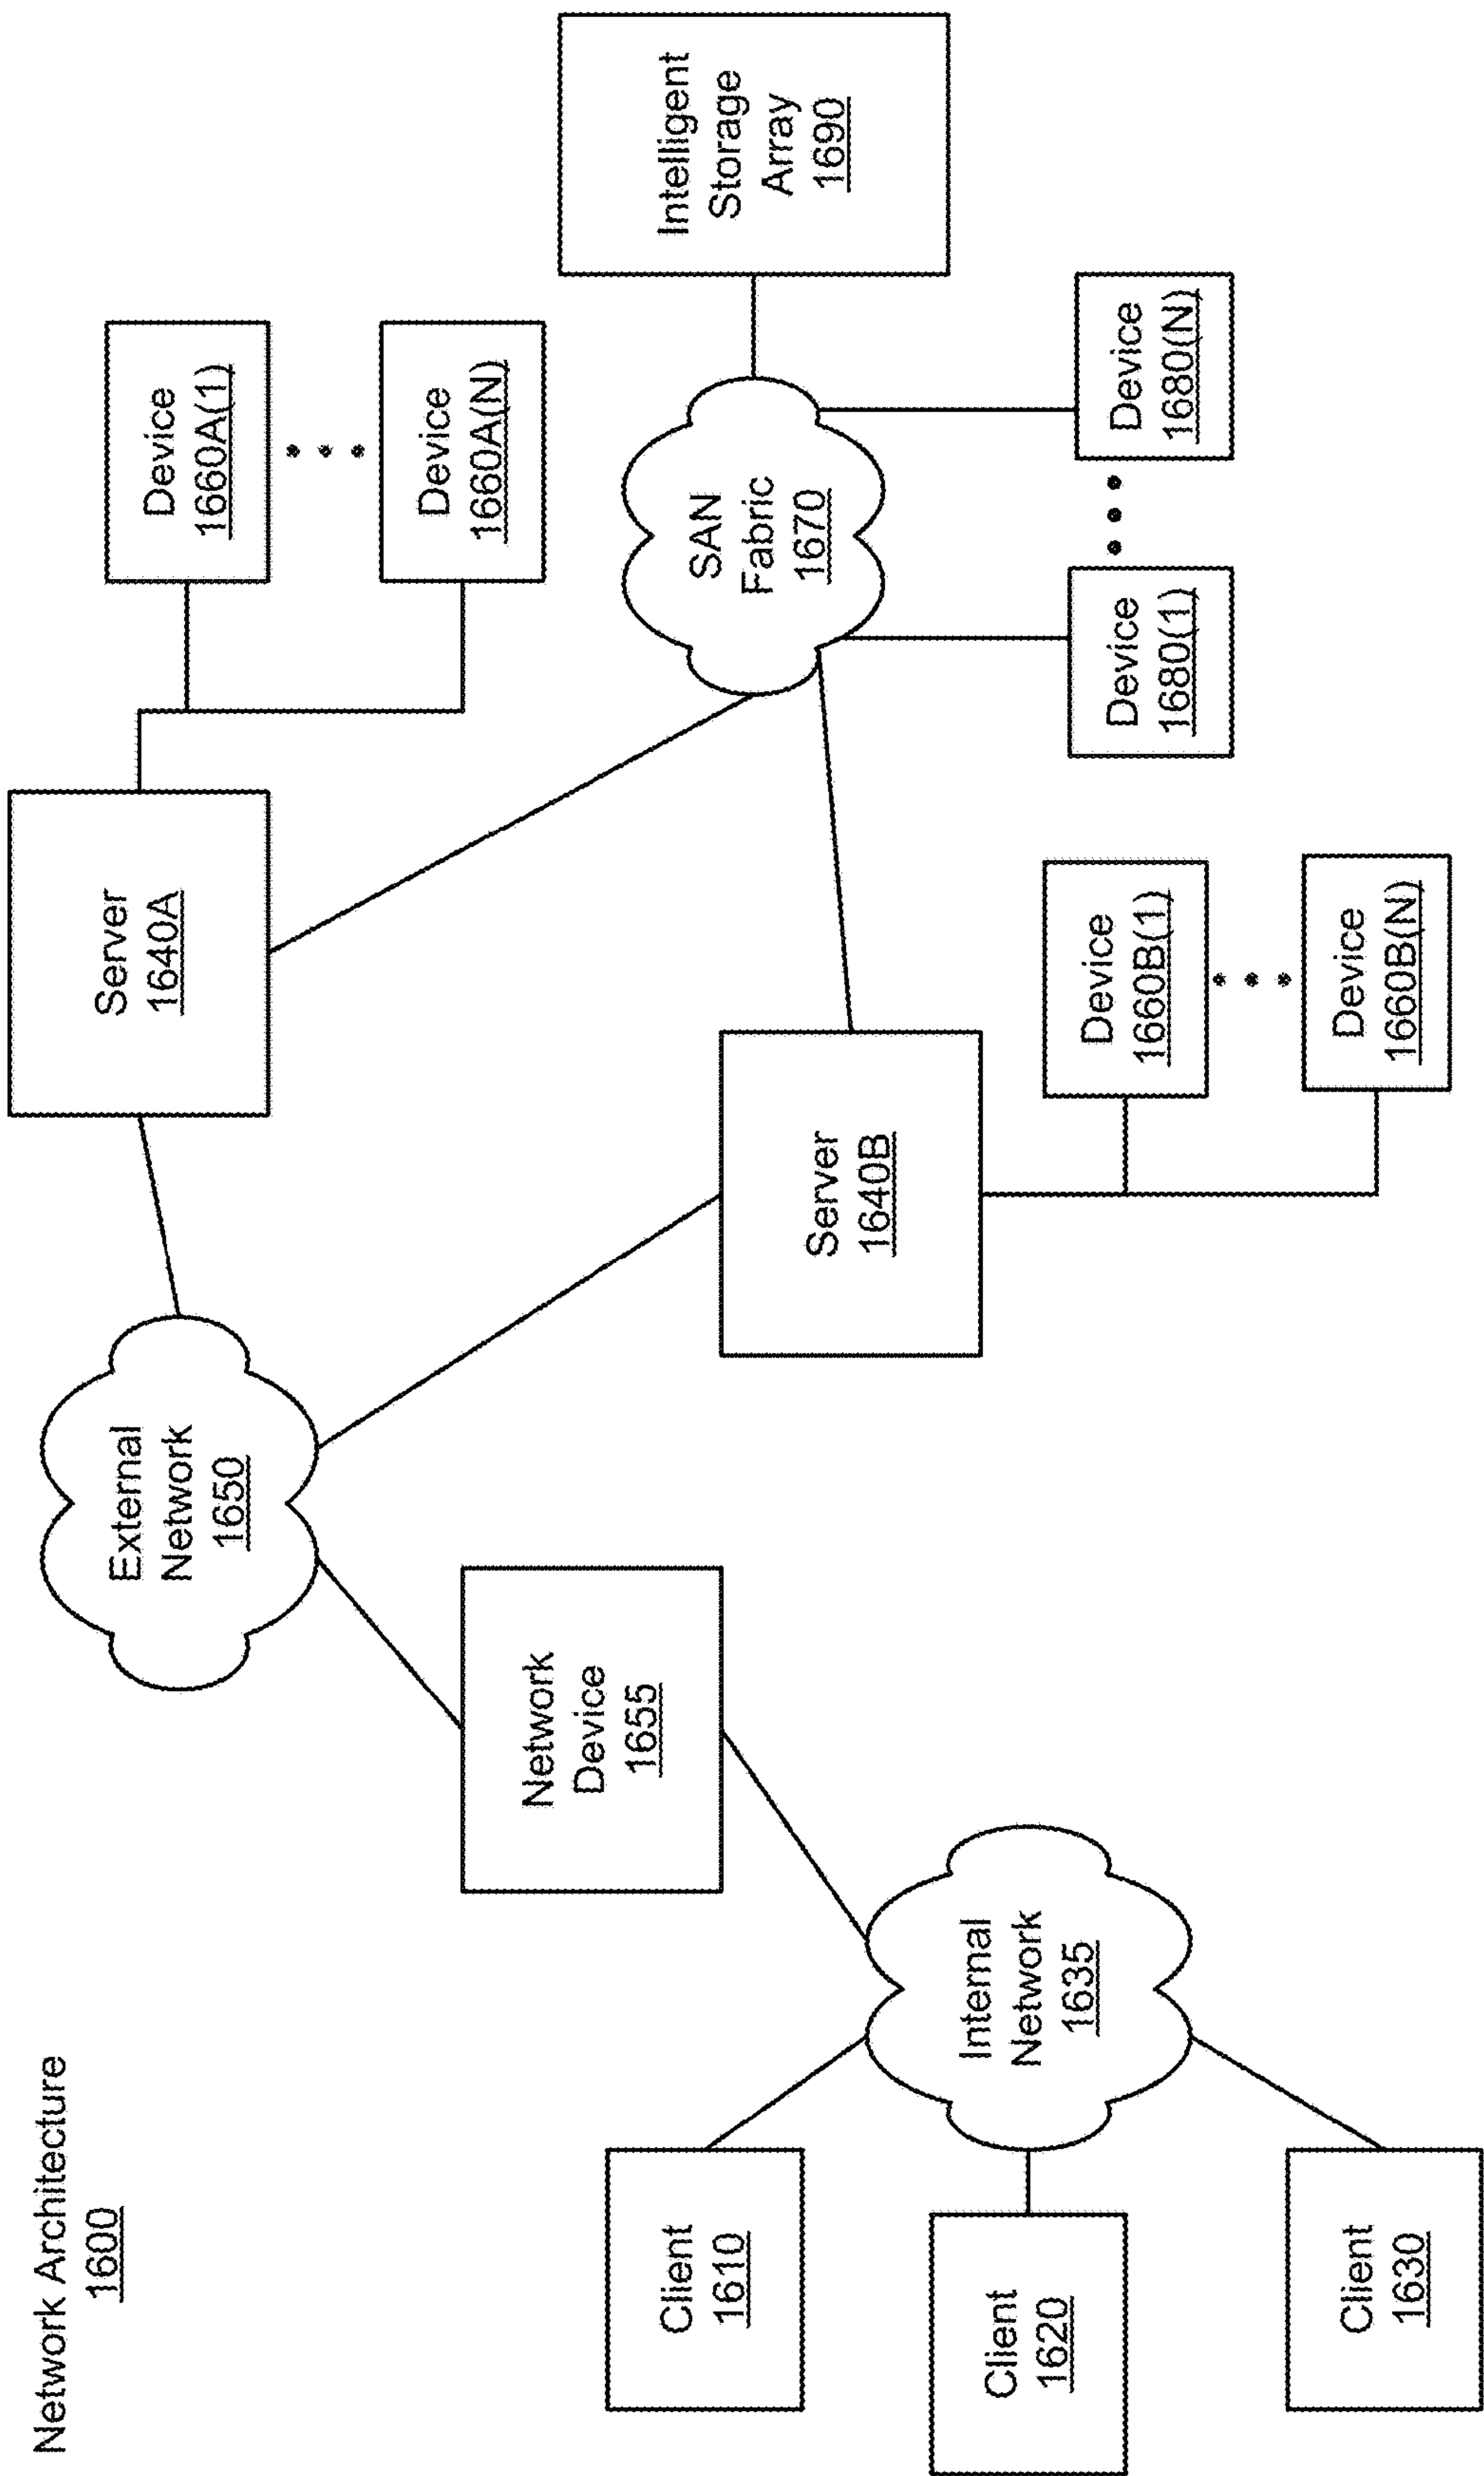 Network Architecture
1600
Client
1610
Client
1620
Client
1630
Internal
Network
1635
Network
Device
1655
External
Network
1650
Server
1640A
Server
1640B
Device
1660A(1)
Device
1660A(N)
Device
1660B(1)
Device
1660B(N)
SAN
Fabric
1670
Device
1680(1)
Device
1680(N)
Intelligent
Storage
Array
1690